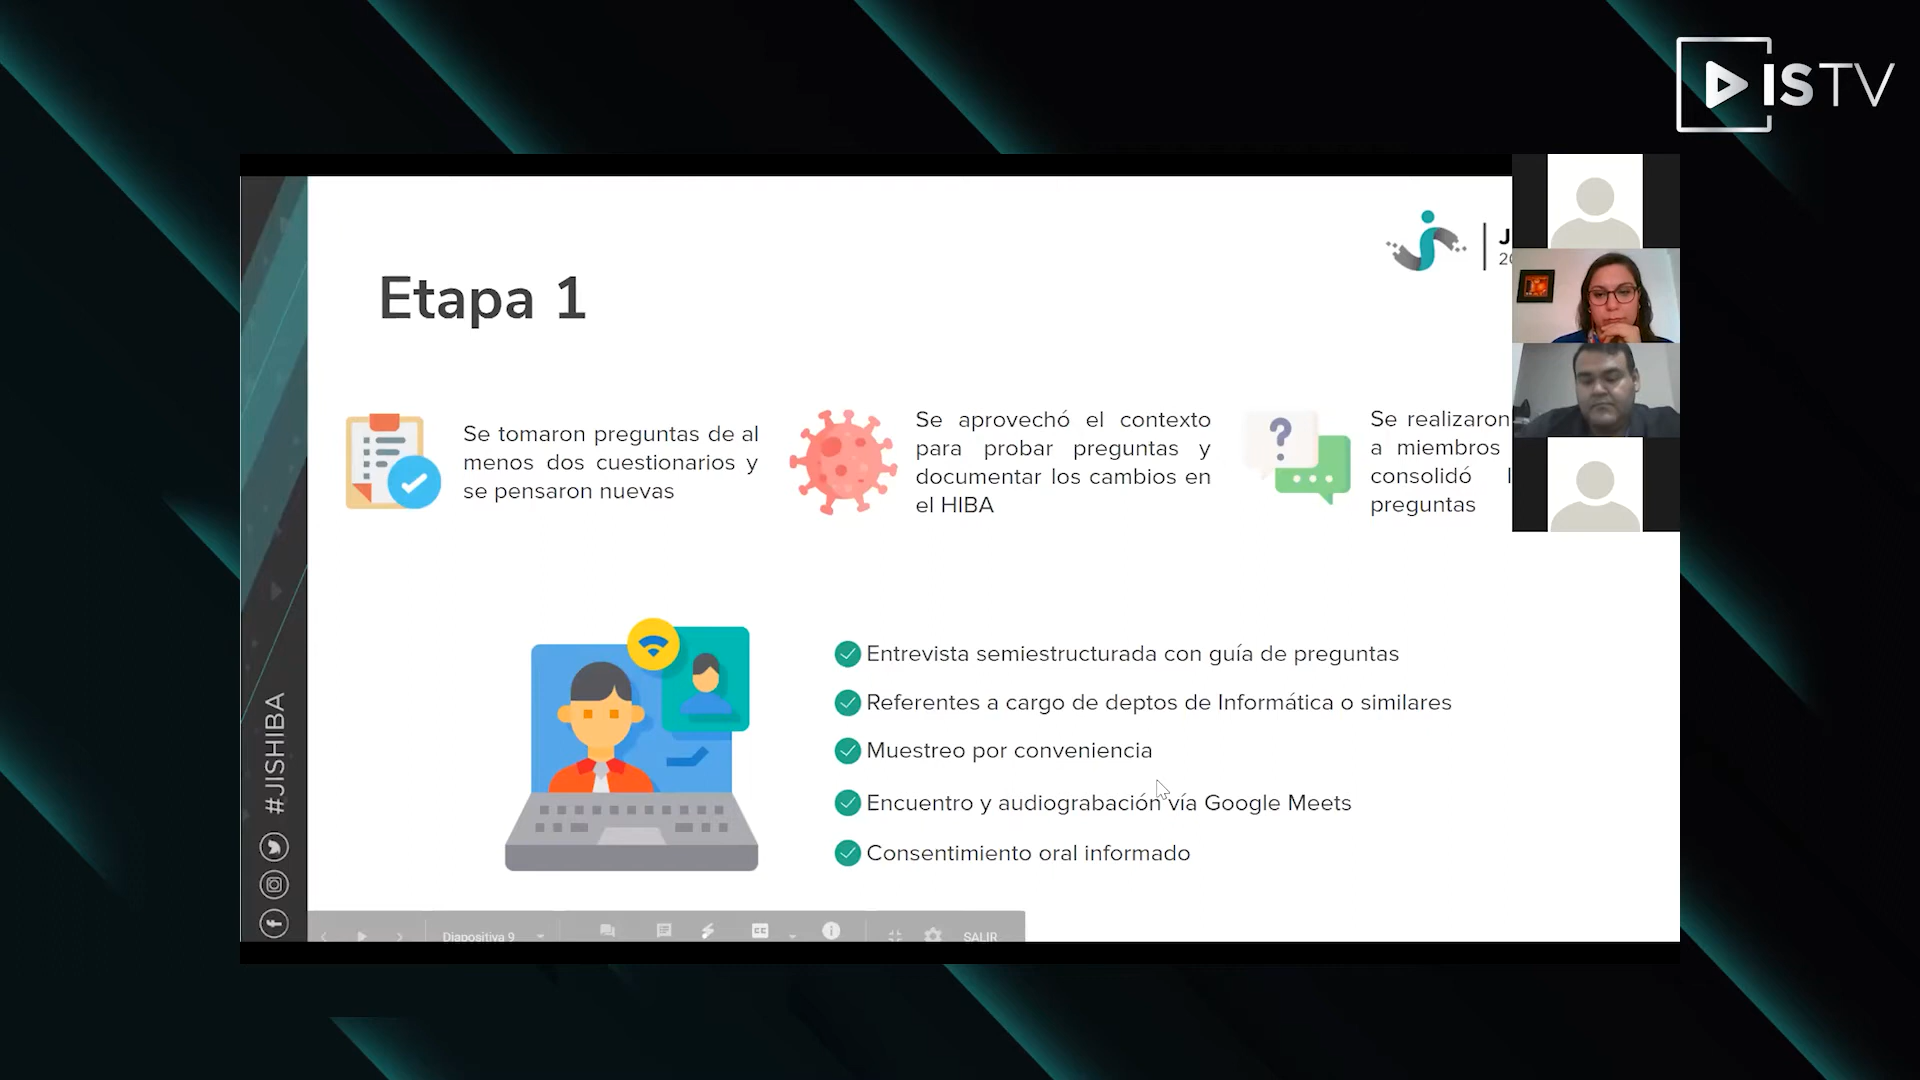 ISTV
J
20
Etapa 1
Se tomaron preguntas de al
menos dos cuestionarios y
se pensaron nuevas
Se aprovechó el contexto
para probar preguntas y
documentar los cambios en
el HIBA
Se realizaron
a miembros
consolidó
preguntas
Entrevista semiestructurada con guía de preguntas
Referentes a cargo de deptos de Informática o similares
Muestreo por conveniencia
Encuentro y audiograbación vía Google Meets
Consentimiento oral informado
#JISHIBA
Diapositiva 9
CC
SALIR